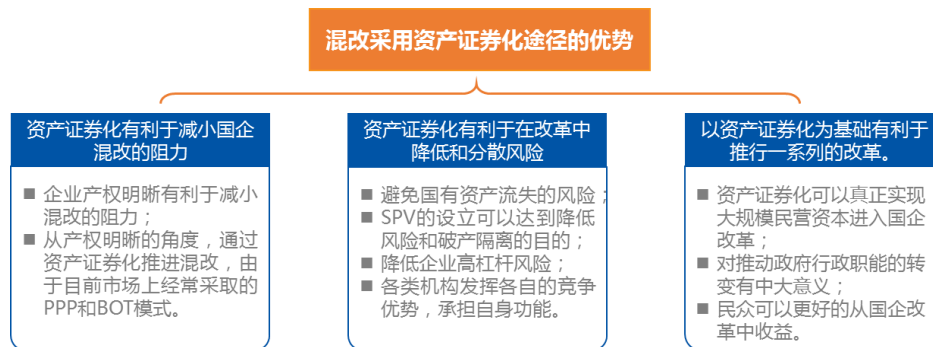 混改采用资产证券化途径的优势
资产证券化有利于减小国企
混改的阻力
■ 企业产权明晰有利于减小
混改的阻力；
■ 从产权明晰的角度，通过
资产证券化推进混改，由
于目前市场上经常采取的
PPP和BOT模式。
资产证券化有利于在改革中
降低和分散风险
■ 避免国有资产流失的风险；
■ SPV的设立可以达到降低
风险和破产隔离的目的；
■ 降低企业高杠杆风险；
■ 各类机构发挥各自的竞争
优势，承担自身功能。
以资产证券化为基础有利于
推行一系列的改革。
■ 资产证券化可以真正实现
大规模民营资本进入国企
改革；
■ 对推动政府行政职能的转
变有中大意义；
■ 民众可以更好的从国企改
革中收益。